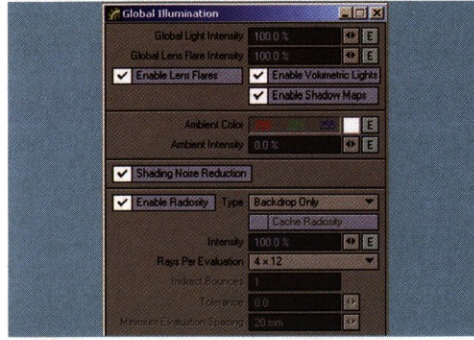 Global Illumination
Global Light Intensity 100.0 % E
Global Lens Flare Intensity 100.0 % E
Enable Lens Flares Enable Volumetric Lights
Enable Shadow Maps
Ambient Color 255 E
Ambient Intensity 0.0 % E
Shading Noise Reduction
Enable Radiosity Type Backdrop Only
Cache Radiosity
Intensity 100.0 % E
Rays Per Evaluation 4 x 12
Indirect Bounces 1
Tolerance 0.0
Minimum Evaluation Spacing 20 mm